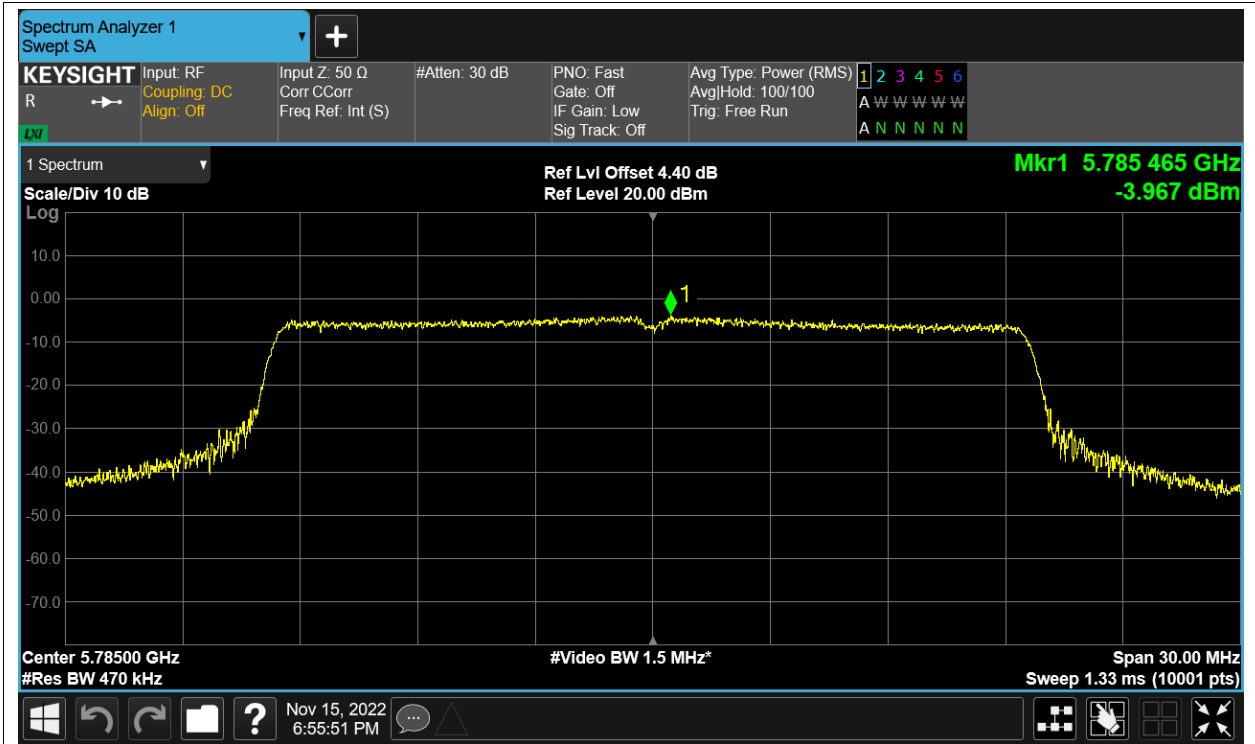 Spectrum Analyzer 1
Swept SA
+
KEYSIGHT
R
LXI
Input: RF
Coupling: DC
Align: Off
Input Z: 50 Ω
Corr CCorr
Freq Ref: Int (S)
#Atten: 30 dB
PNO: Fast
Gate: Off
IF Gain: Low
Sig Track: Off
Avg Type: Power (RMS)
Avg|Hold: 100/100
Trig: Free Run
1 2 3 4 5 6
A W W W W W
A N N N N N
1 Spectrum
Scale/Div 10 dB
Log
Ref Lvl Offset 4.40 dB
Ref Level 20.00 dBm
Mkr1 5.785 465 GHz
-3.967 dBm
10.0
0.00
-10.0
-20.0
-30.0
-40.0
-50.0
-60.0
-70.0
1
Center 5.78500 GHz
#Res BW 470 kHz
#Video BW 1.5 MHz*
Span 30.00 MHz
Sweep 1.33 ms (10001 pts)
?
Nov 15, 2022
6:55:51 PM